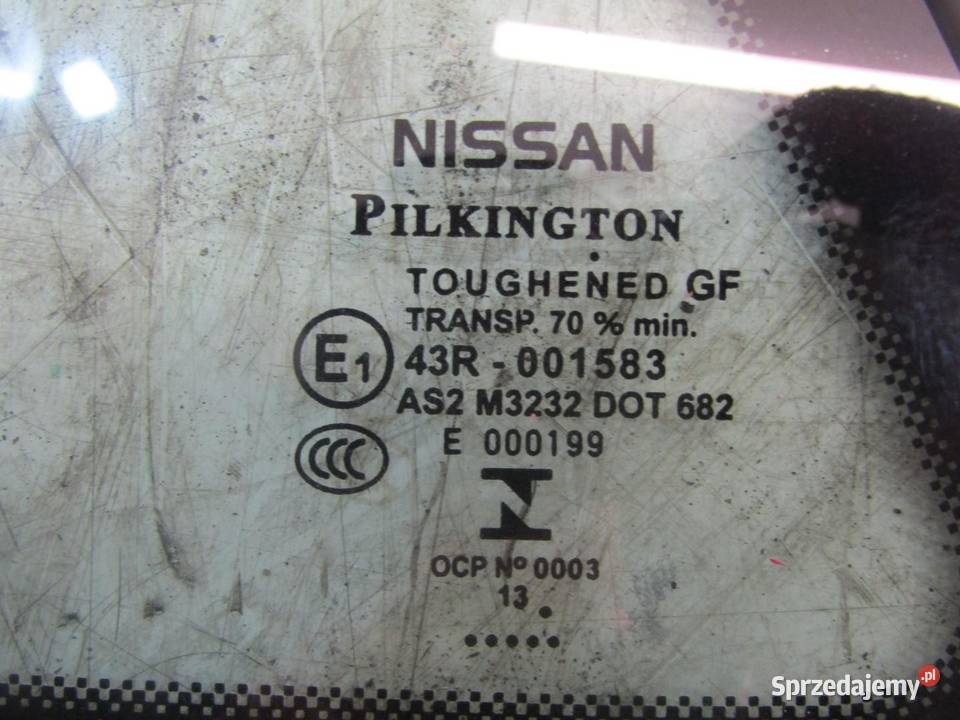 NISSAN
PILKINGTON
TOUGHENED GF
TRANSP. 70 % min.
E1 43R - 001583
AS2 M3232 DOT 682
CCC E 000199
OCP Nº 0003
13
Sprzedajemy.pl